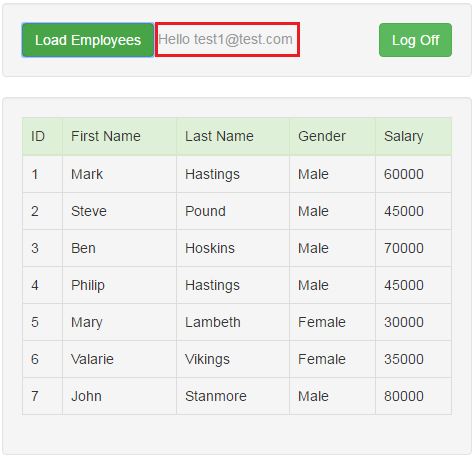 Load Employees Hello test1@test.com Log Off
ID First Name Last Name Gender Salary
1 Mark Hastings Male 60000
2 Steve Pound Male 45000
3 Ben Hoskins Male 70000
4 Philip Hastings Male 45000
5 Mary Lambeth Female 30000
6 Valarie Vikings Female 35000
7 John Stanmore Male 80000